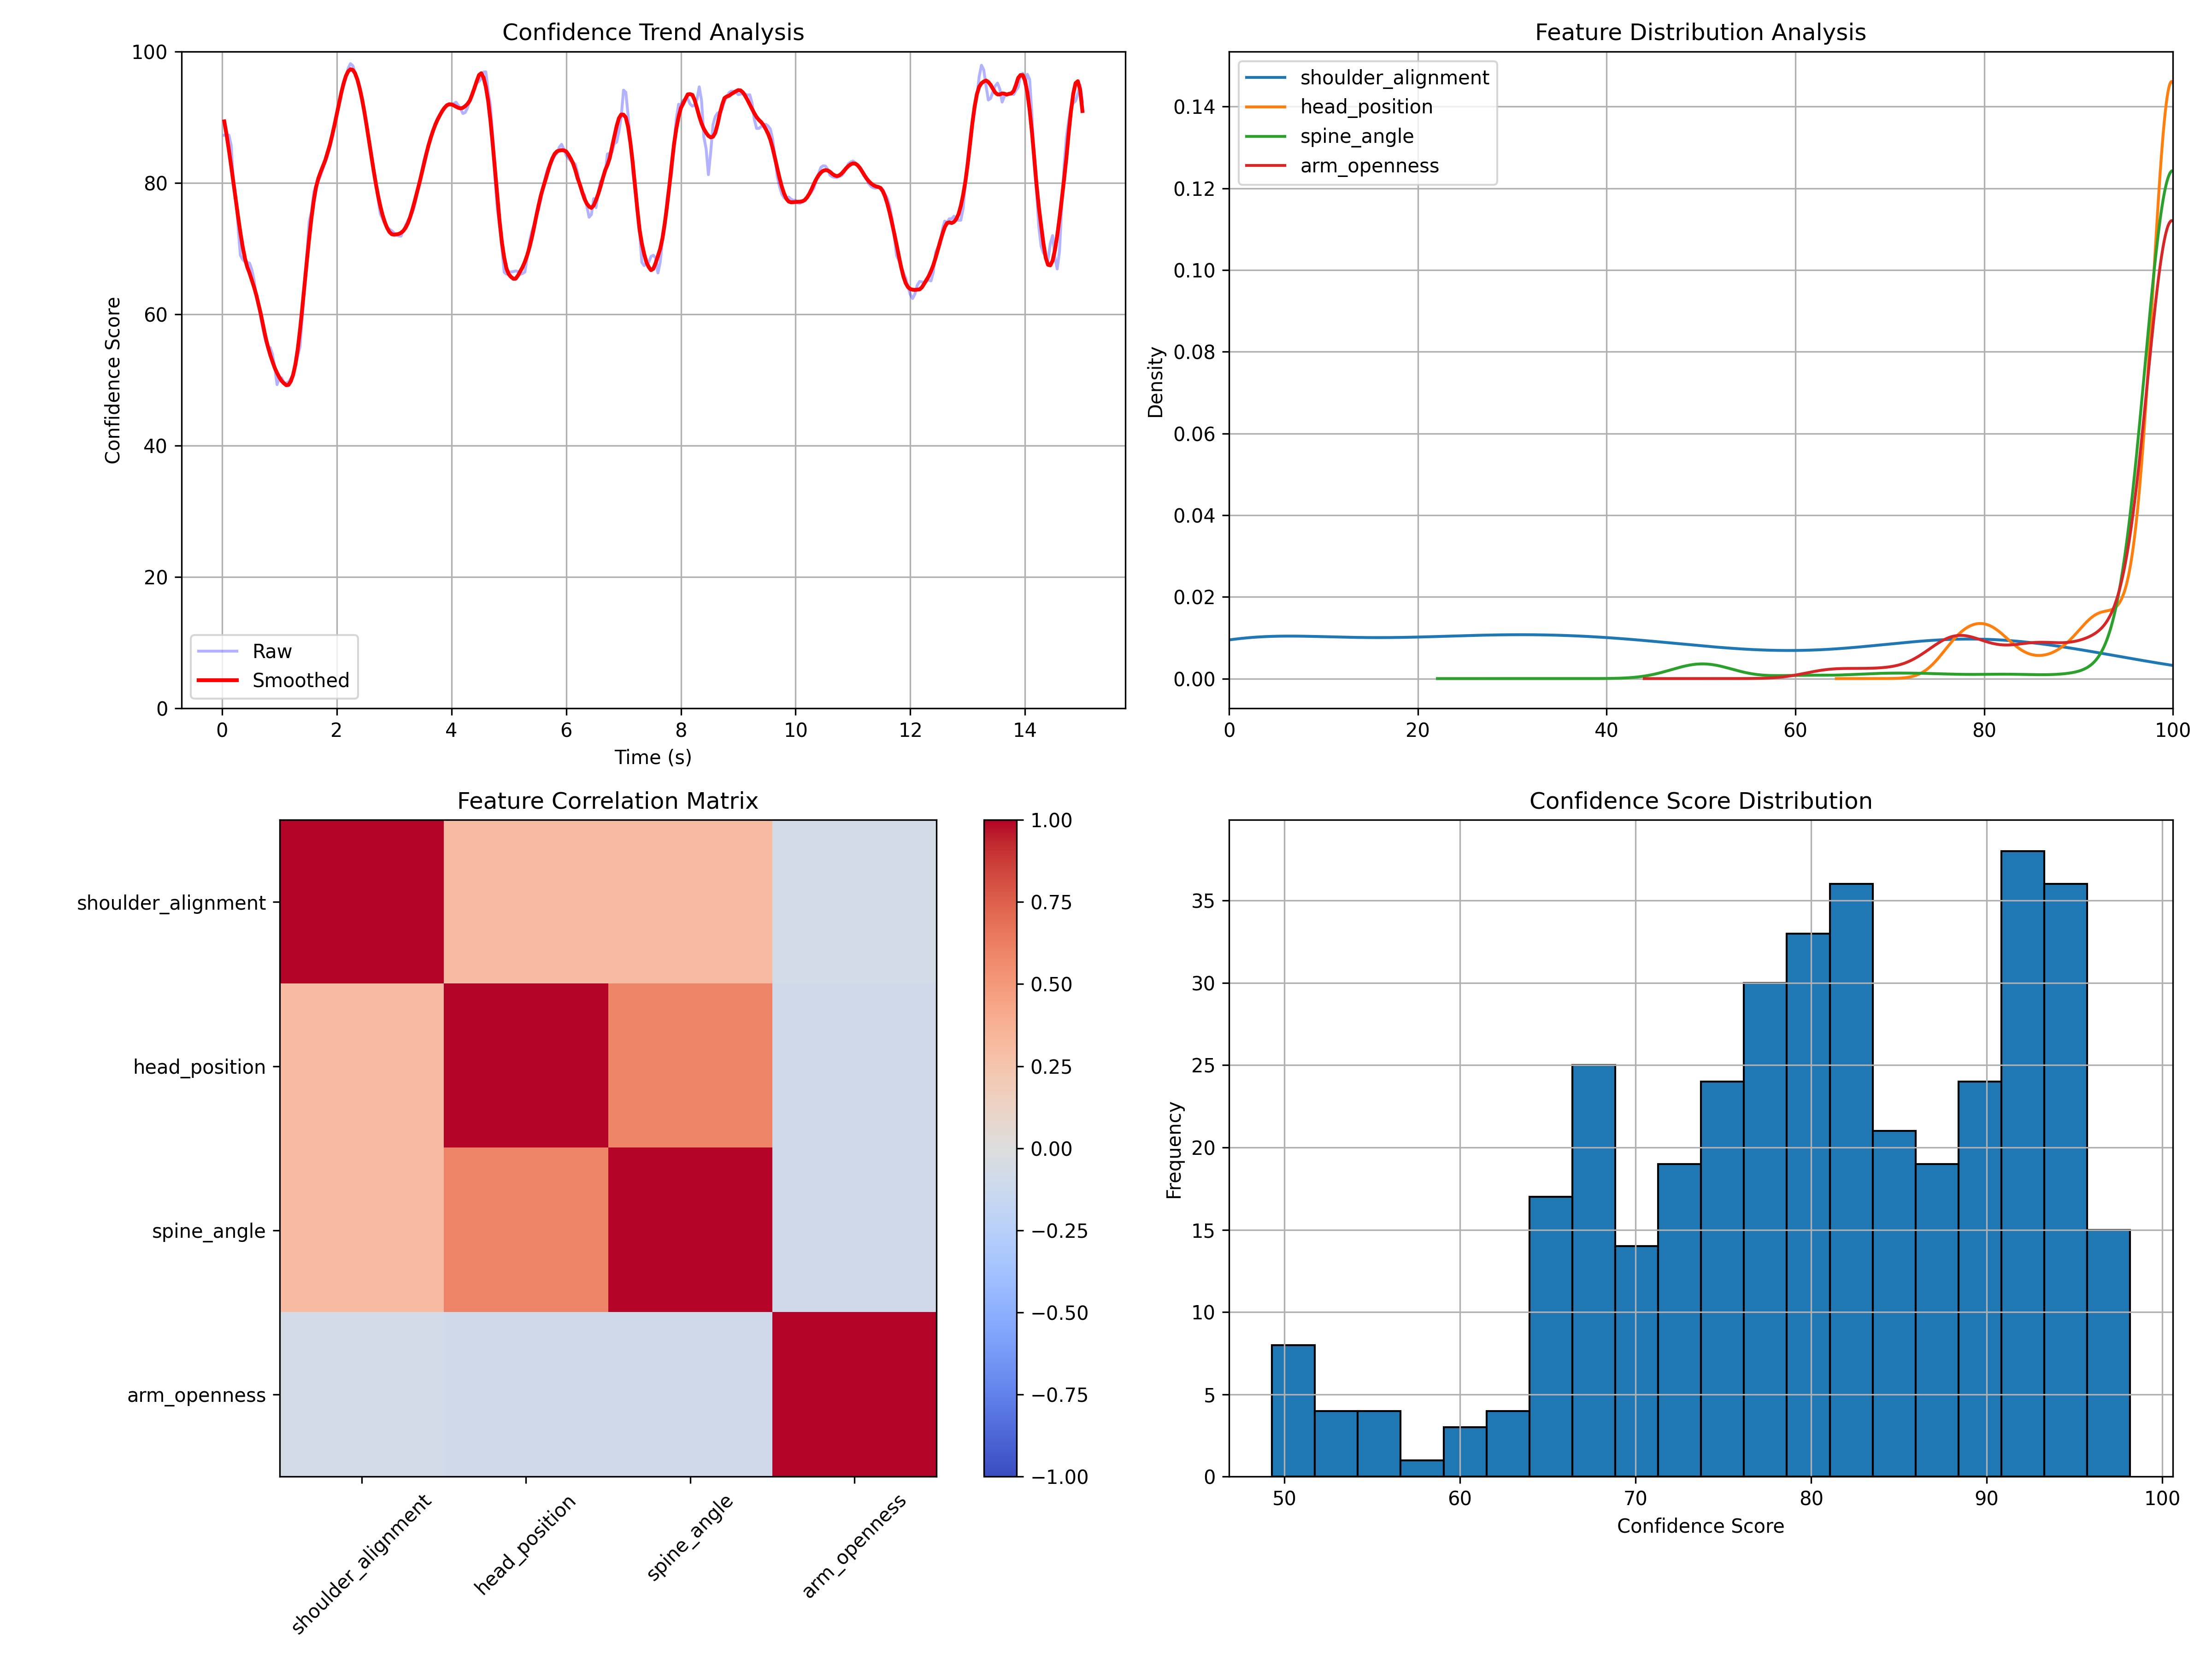 Confidence Trend Analysis
100
80
60
40
20
0
Confidence Score
Raw
Smoothed
0 2 4 6 8 10 12 14
Time (s)
Feature Distribution Analysis
shoulder_alignment
head_position
spine_angle
arm_openness
0.14
0.12
0.10
0.08
0.06
0.04
0.02
0.00
Density
0 20 40 60 80 100
Feature Correlation Matrix
shoulder_alignment
head_position
spine_angle
arm_openness
shoulder_alignment
head_position
spine_angle
arm_openness
1.00
0.75
0.50
0.25
0.00
−0.25
−0.50
−0.75
−1.00
Confidence Score Distribution
35
30
25
20
15
10
5
0
Frequency
50 60 70 80 90 100
Confidence Score